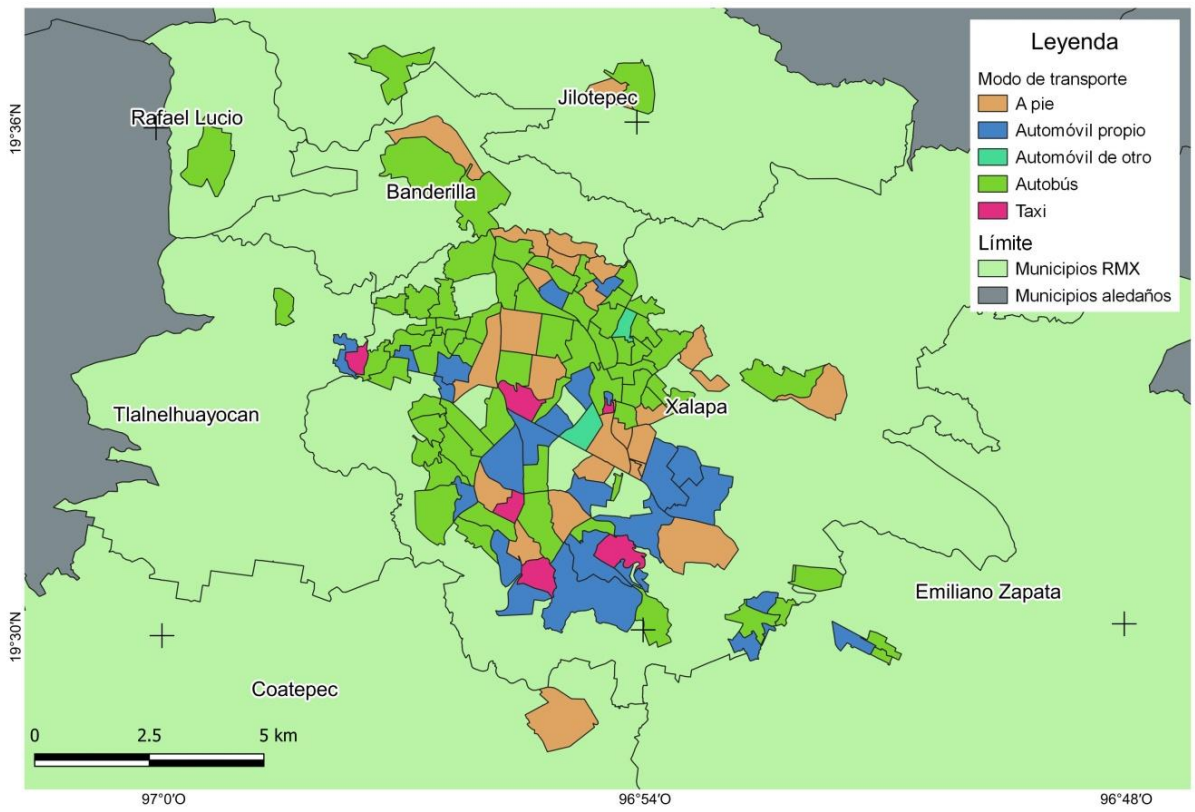 Leyenda
Modo de transporte
A pie
Automóvil propio
Automóvil de otro
Autobús
Taxi
Límite
Municipios RMX
Municipios aledaños
19°36'N
Rafael Lucio
Jilotepec
Banderilla
Tlalnelhuayocan
Xalapa
Emiliano Zapata
19°30'N
Coatepec
0 2.5 5 km
97°0'O 96°54'O 96°48'O